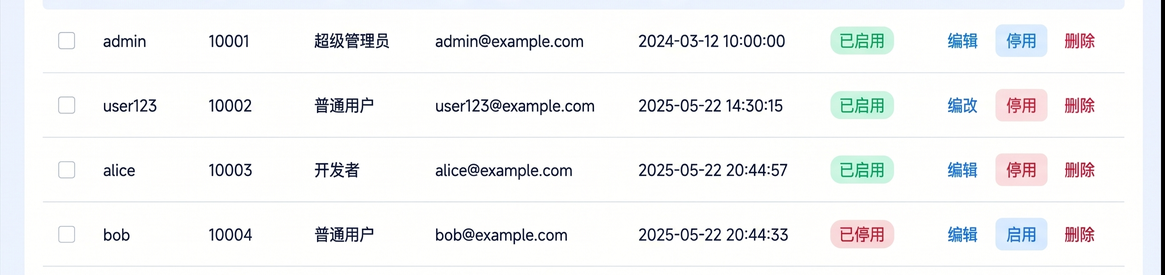 admin 10001 超级管理员 admin@example.com 2024-03-12 10:00:00 已启用 编辑 停用 删除
user123 10002 普通用户 user123@example.com 2025-05-22 14:30:15 已启用 编改 停用 删除
alice 10003 开发者 alice@example.com 2025-05-22 20:44:57 已启用 编辑 停用 删除
bob 10004 普通用户 bob@example.com 2025-05-22 20:44:33 已停用 编辑 启用 删除